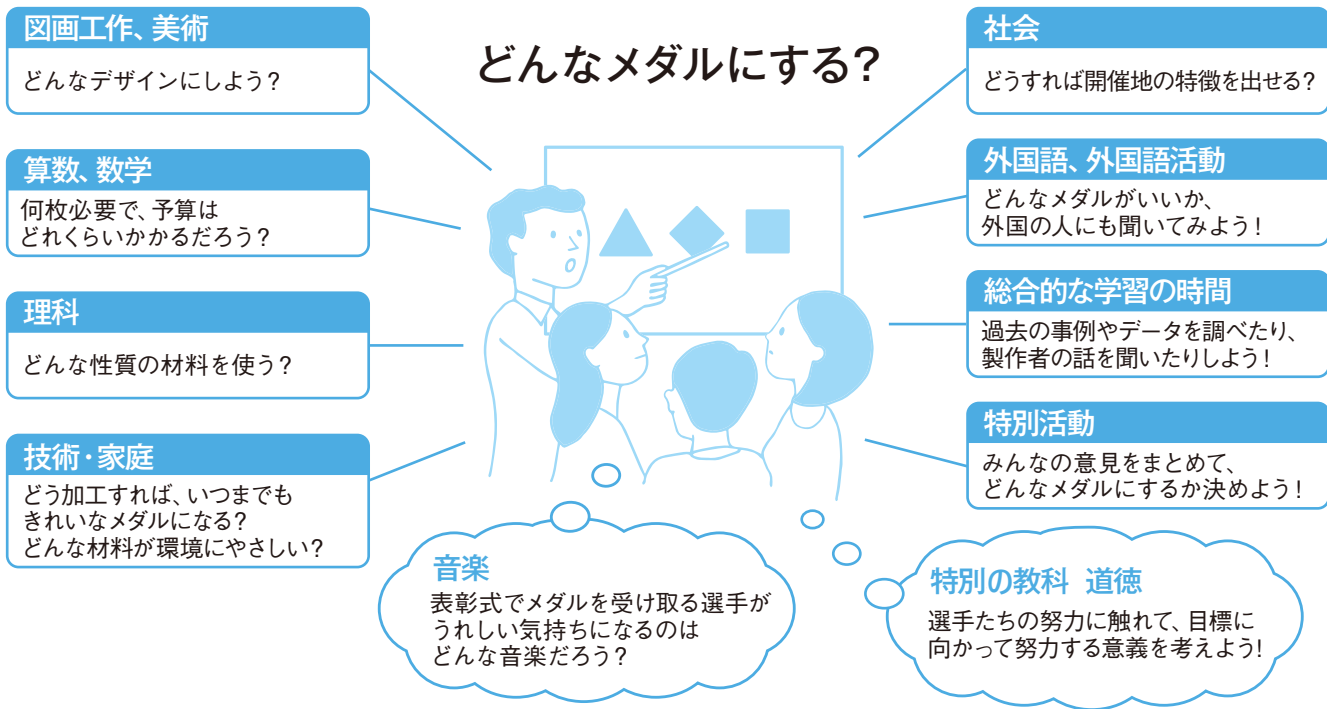 どんなメダルにする?
図画工作、美術
どんなデザインにしよう?
算数、数学
何枚必要で、予算は
どれくらいかかるだろう?
理科
どんな性質の材料を使う?
技術・家庭
どう加工すれば、いつまでも
きれいなメダルになる?
どんな材料が環境にやさしい?
社会
どうすれば開催地の特徴を出せる?
外国語、外国語活動
どんなメダルがいいか、
外国の人にも聞いてみよう!
総合的な学習の時間
過去の事例やデータを調べたり、
製作者の話を聞いたりしよう!
特別活動
みんなの意見をまとめて、
どんなメダルにするか決めよう!
音楽
表彰式でメダルを受け取る選手が
うれしい気持ちになるのは
どんな音楽だろう?
特別の教科 道徳
選手たちの努力に触れて、目標に
向かって努力する意義を考えよう!